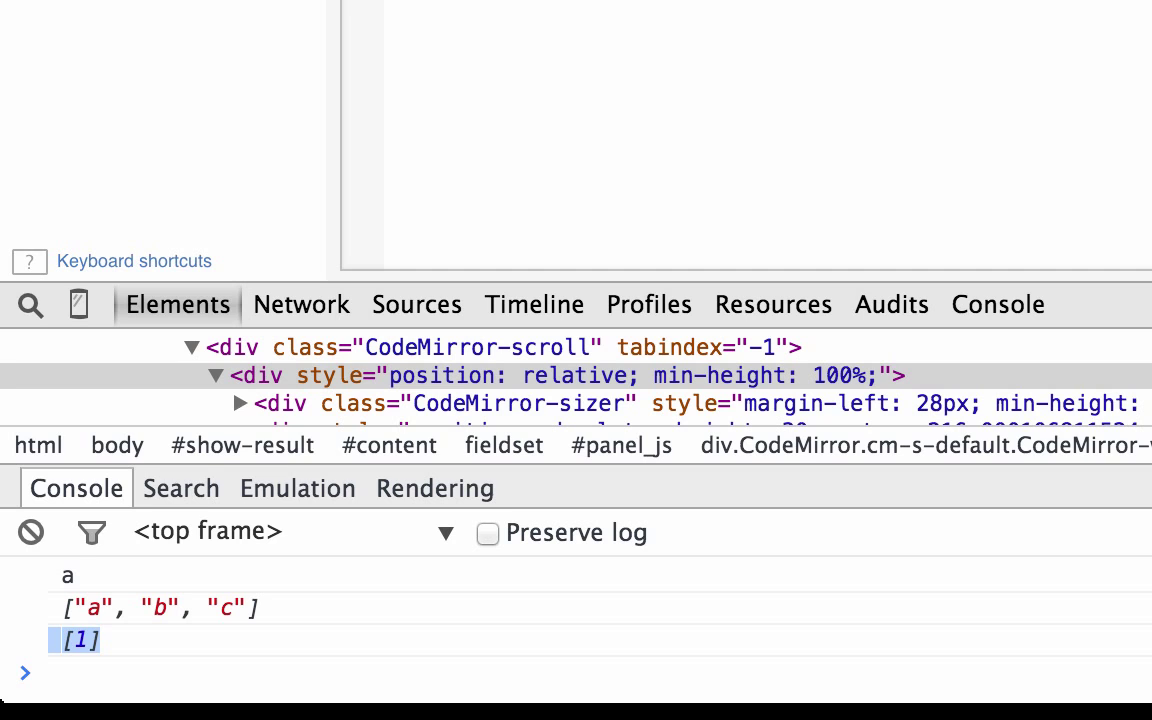 ? Keyboard shortcuts
Elements Network Sources Timeline Profiles Resources Audits Console
▼<div class="CodeMirror-scroll" tabindex="-1">
▼<div style="position: relative; min-height: 100%;">
▶<div class="CodeMirror-sizer" style="margin-left: 28px; min-height:
html body #show-result #content fieldset #panel_js div.CodeMirror.cm-s-default.CodeMirror-
Console Search Emulation Rendering
<top frame> ▼ Preserve log
a
["a", "b", "c"]
[1]
>